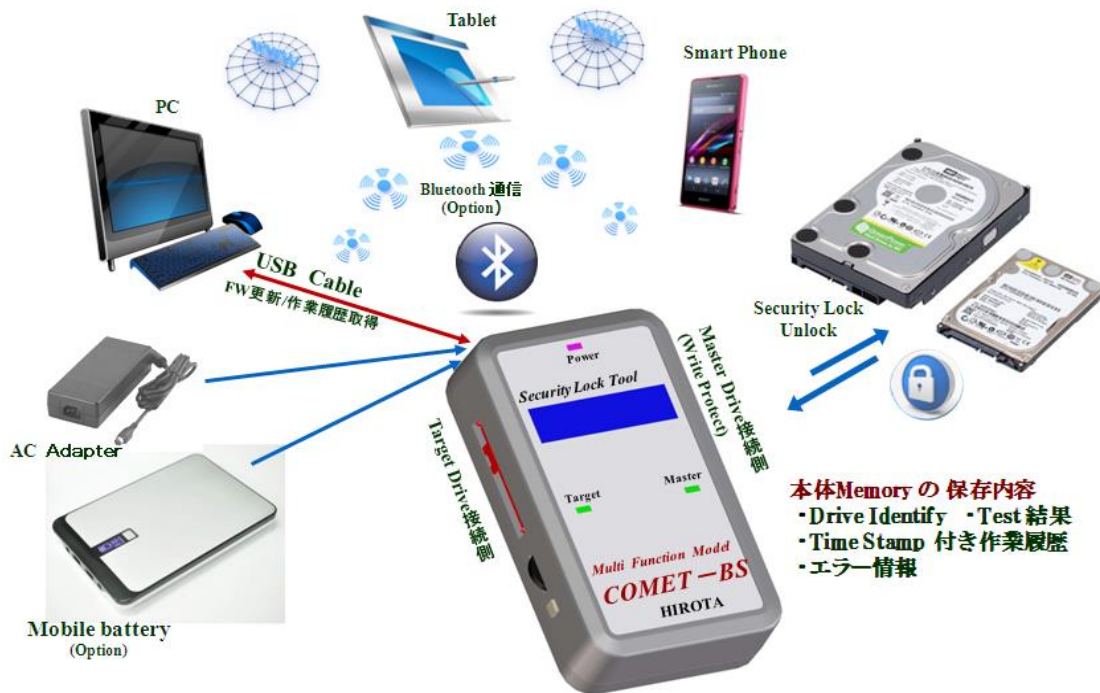 Tablet
Smart Phone
PC
Bluetooth 通信
(Option)
USB Cable
FW更新/作業履歴取得
Security Lock
Unlock
AC Adapter
Mobile battery
(Option)
Target Drive接続側
Master Drive接続側
(Write Protect)
Power
Security Lock Tool
Target
Master
Multi Function Model
COMET－BS
HIROTA
本体Memory の 保存内容
・Drive Identify ・Test 結果
・Time Stamp 付き作業履歴
・エラー情報